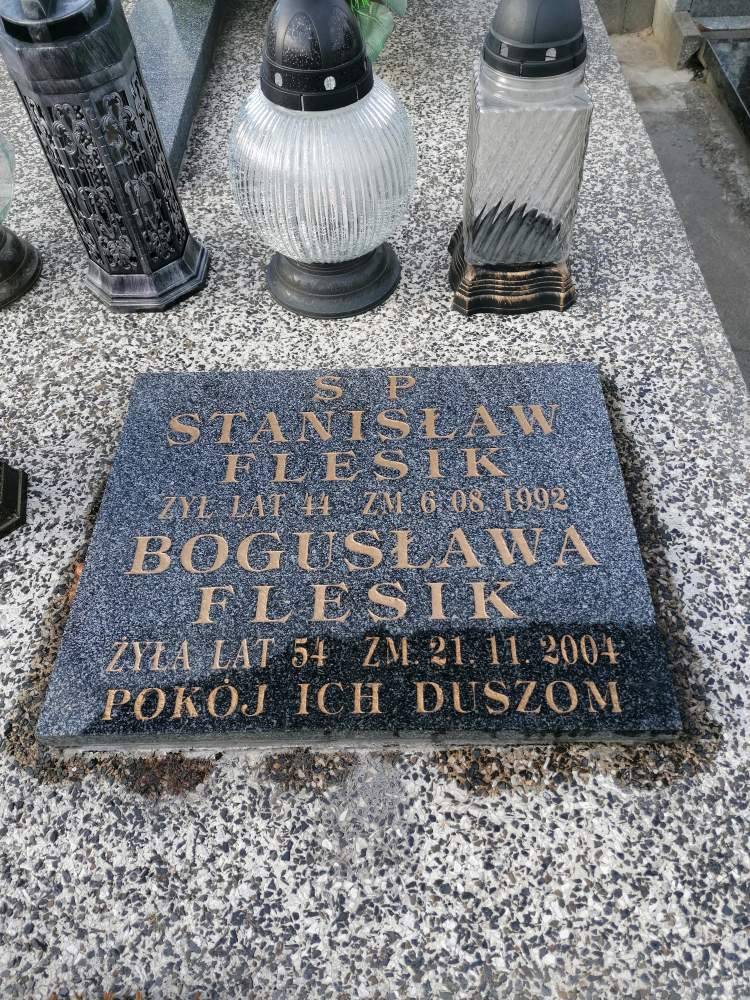 S P
STANISŁAW
FLESIK
ŻYŁ LAT 44 ZM 6.08.1992
BOGUSŁAWA
FLESIK
ŻYŁA LAT 54 ZM. 21.11.2004
POKÓJ ICH DUSZOM